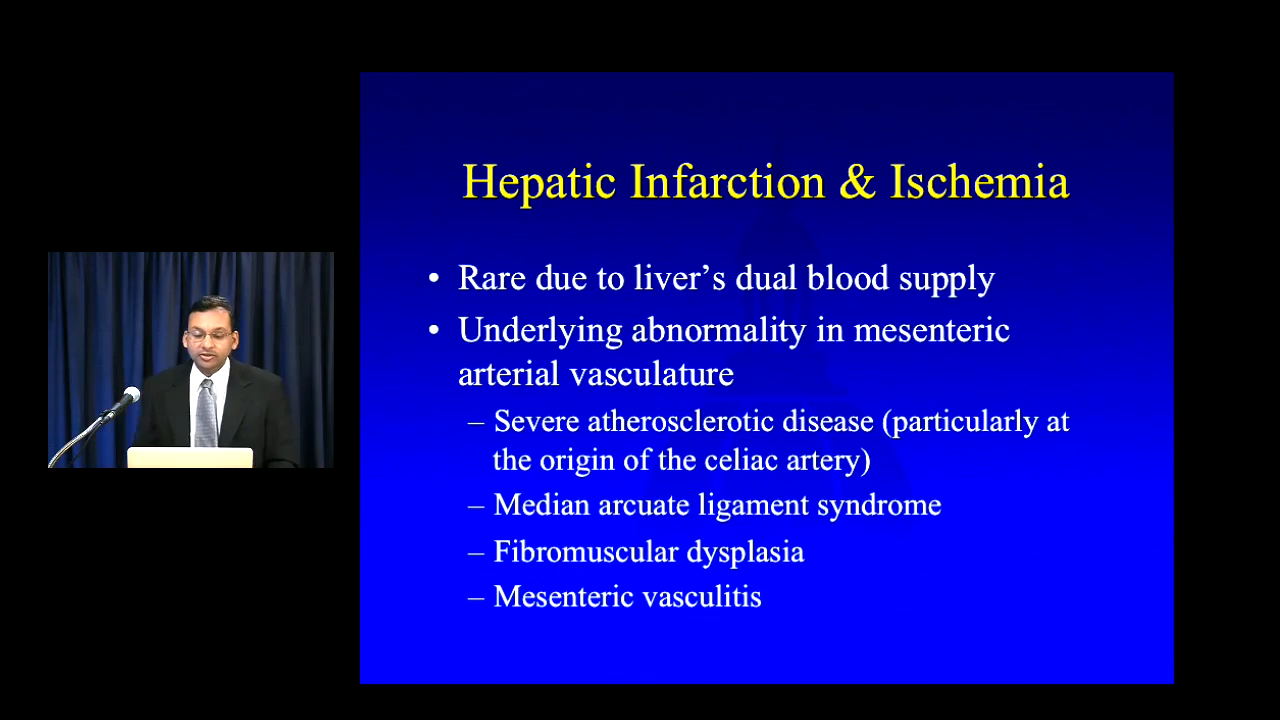 Hepatic Infarction & Ischemia
• Rare due to liver’s dual blood supply
• Underlying abnormality in mesenteric
arterial vasculature
– Severe atherosclerotic disease (particularly at
the origin of the celiac artery)
– Median arcuate ligament syndrome
– Fibromuscular dysplasia
– Mesenteric vasculitis